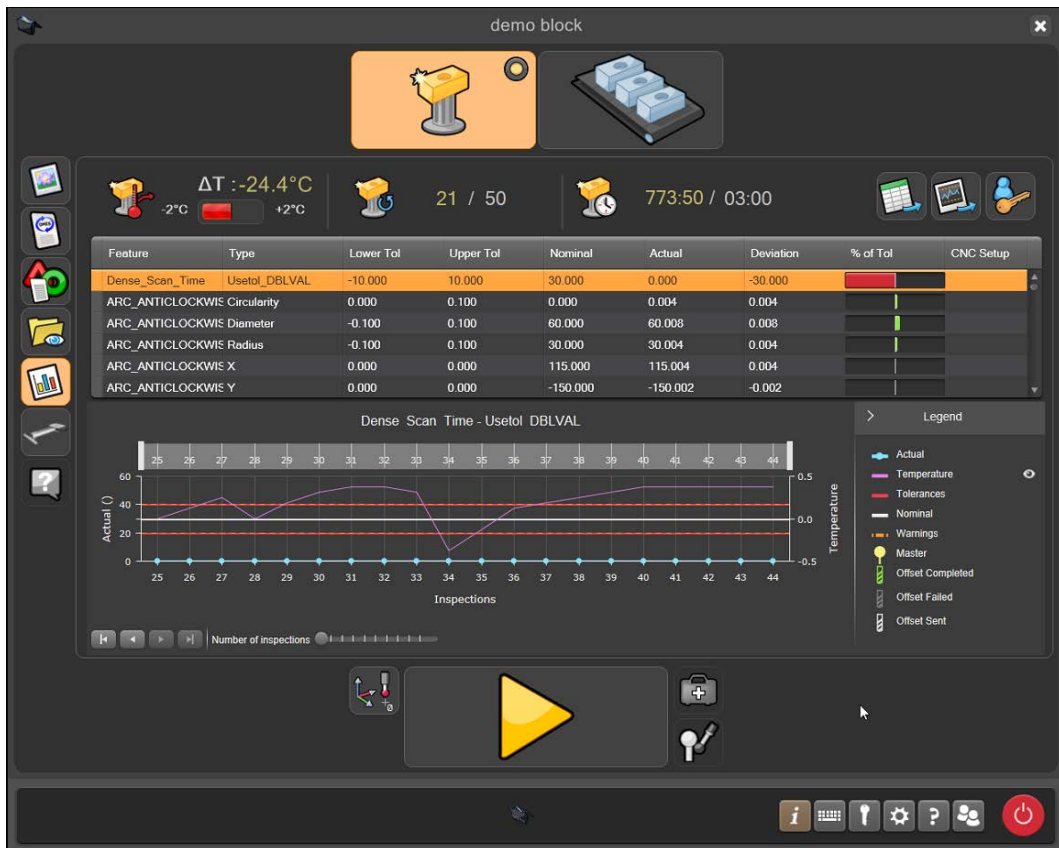 demo block
ΔT :-24.4°C
-2°C +2°C
21 / 50
773:50 / 03:00
DMIS
Feature Type Lower Tol Upper Tol Nominal Actual Deviation % of Tol CNC Setup
Dense_Scan_Time Usetol_DBLVAL -10.000 10.000 30.000 0.000 -30.000
ARC_ANTICLOCKWIS Circularity 0.000 0.100 0.000 0.004 0.004
ARC_ANTICLOCKWIS Diameter -0.100 0.100 60.000 60.008 0.008
ARC_ANTICLOCKWIS Radius -0.100 0.100 30.000 30.004 0.004
ARC_ANTICLOCKWIS X 0.000 0.000 115.000 115.004 0.004
ARC_ANTICLOCKWIS Y 0.000 0.000 -150.000 -150.002 -0.002
Dense Scan Time - Usetol DBLVAL
25 26 27 28 29 30 31 32 33 34 35 36 37 38 39 40 41 42 43 44
60 0.5
40
0.0
20
0 -0.5
Actual ()
Temperature
25 26 27 28 29 30 31 32 33 34 35 36 37 38 39 40 41 42 43 44
Inspections
Number of inspections
> Legend
Actual
Temperature
Tolerances
Nominal
Warnings
Master
Offset Completed
Offset Failed
Offset Sent
?
i ?